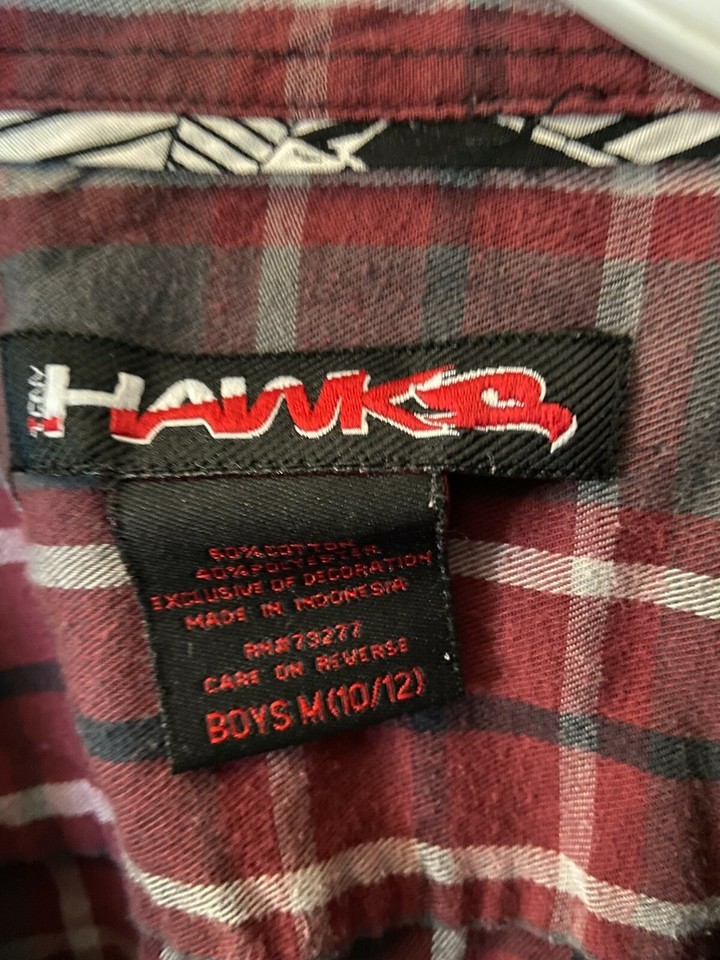 TONY HAWK
60% COTTON
40% POLYESTER
EXCLUSIVE OF DECORATION
MADE IN INDONESIA
RN#73277
CARE ON REVERSE
BOYS M (10/12)